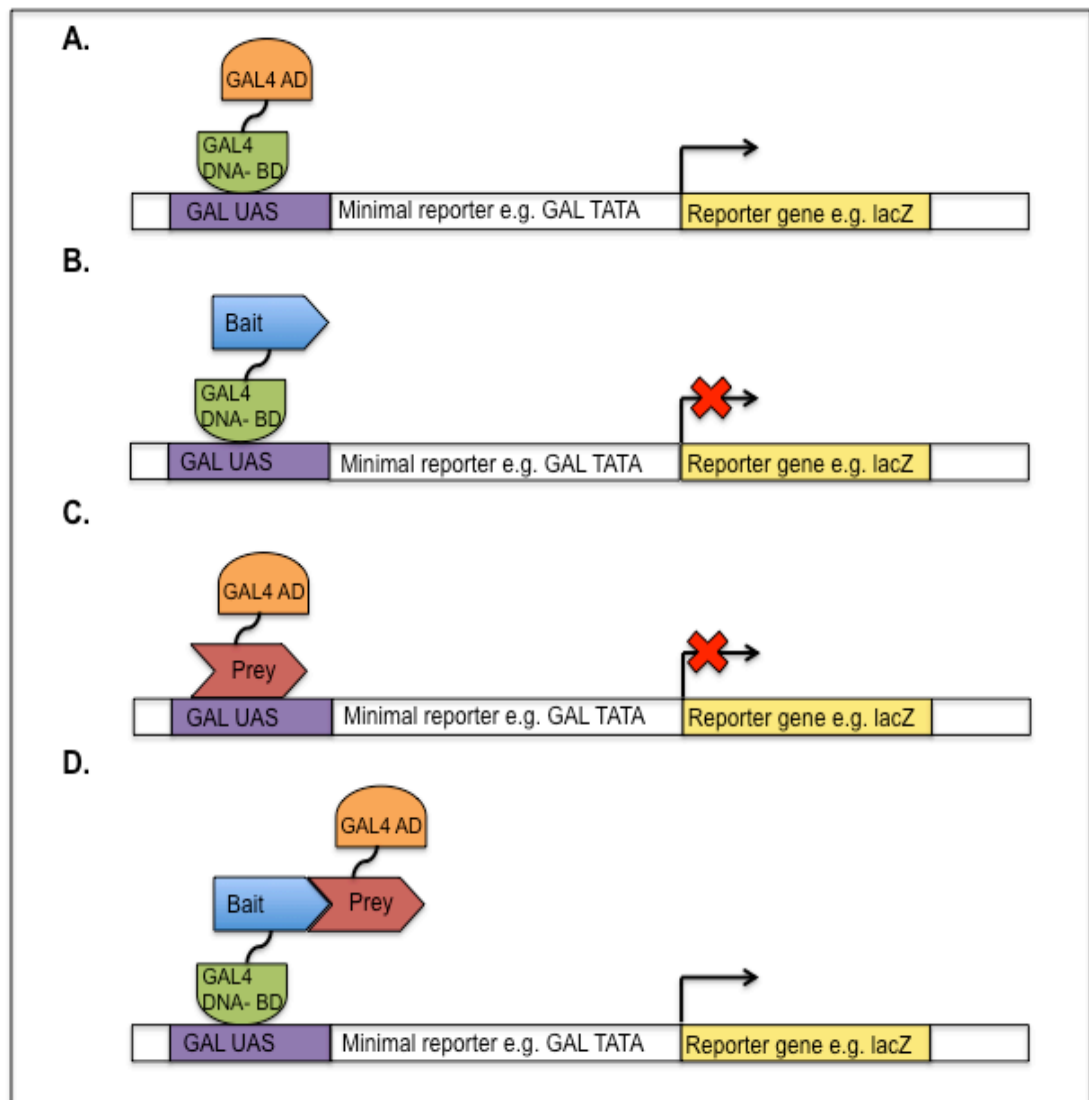 A.
GAL4 AD
GAL4
DNA- BD
GAL UAS Minimal reporter e.g. GAL TATA Reporter gene e.g. lacZ
B.
Bait
GAL4
DNA- BD
GAL UAS Minimal reporter e.g. GAL TATA Reporter gene e.g. lacZ
C.
GAL4 AD
Prey
GAL UAS Minimal reporter e.g. GAL TATA Reporter gene e.g. lacZ
D.
GAL4 AD
Bait Prey
GAL4
DNA- BD
GAL UAS Minimal reporter e.g. GAL TATA Reporter gene e.g. lacZ